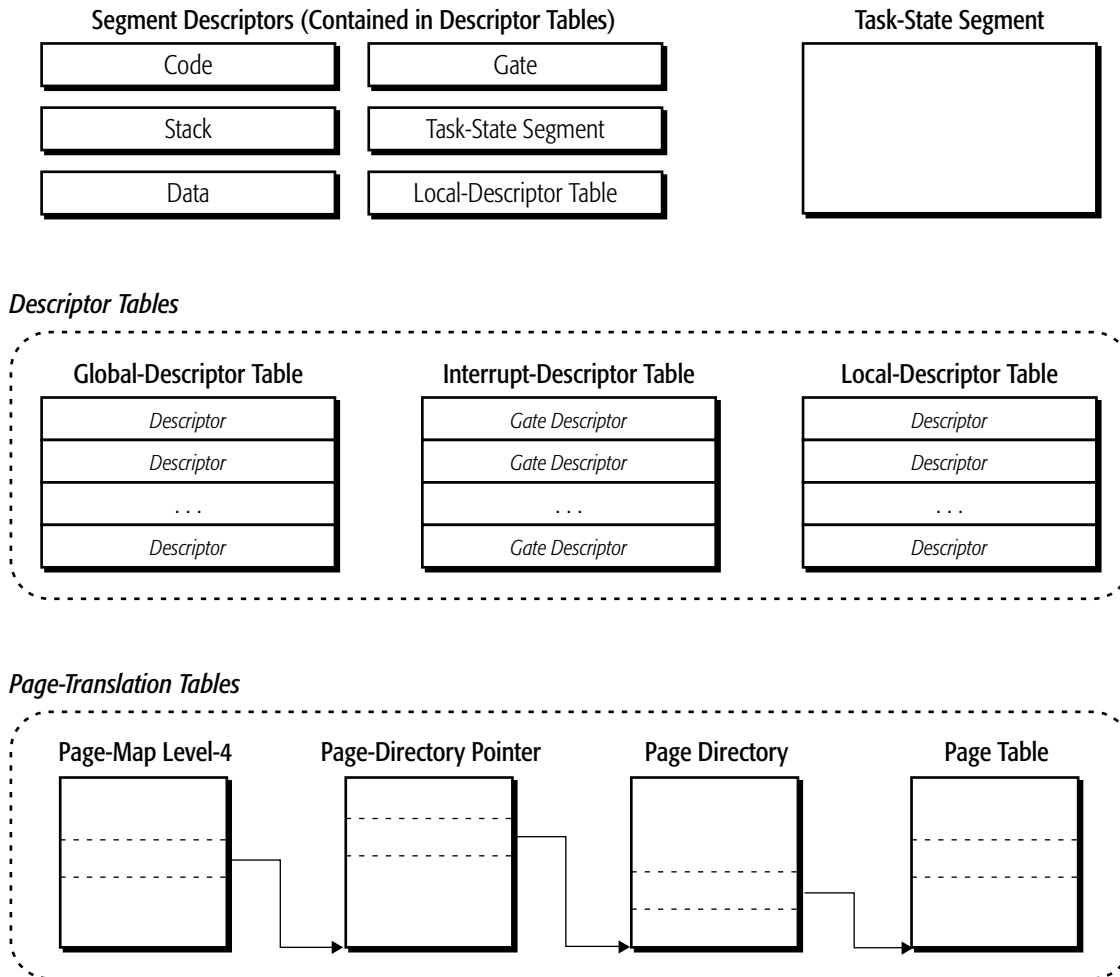 Segment Descriptors (Contained in Descriptor Tables)
Task-State Segment
Code
Gate
Stack
Task-State Segment
Data
Local-Descriptor Table
Descriptor Tables
Global-Descriptor Table
Interrupt-Descriptor Table
Local-Descriptor Table
Descriptor
Gate Descriptor
Descriptor
Descriptor
Gate Descriptor
Descriptor
. . .
. . .
. . .
Descriptor
Gate Descriptor
Descriptor
Page-Translation Tables
Page-Map Level-4
Page-Directory Pointer
Page Directory
Page Table